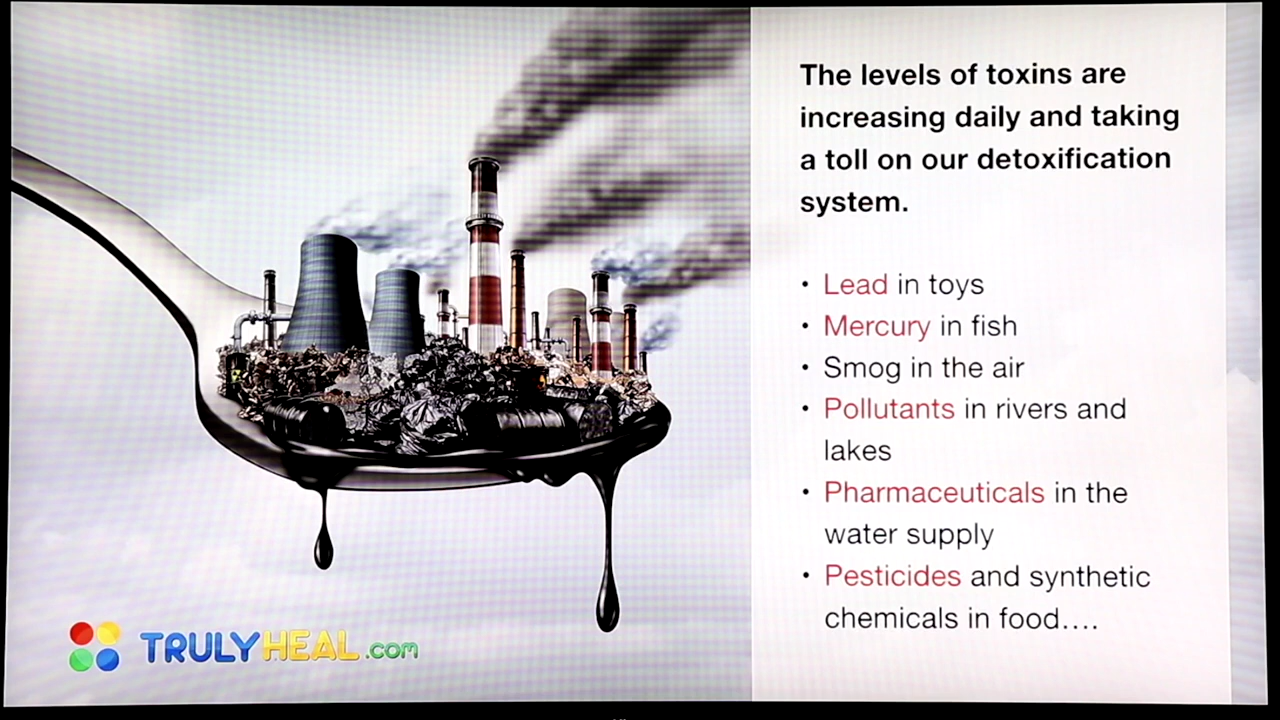 The levels of toxins are
increasing daily and taking
a toll on our detoxification
system.
• Lead in toys
• Mercury in fish
• Smog in the air
• Pollutants in rivers and
lakes
• Pharmaceuticals in the
water supply
• Pesticides and synthetic
chemicals in food....
TRULYHEAL.com